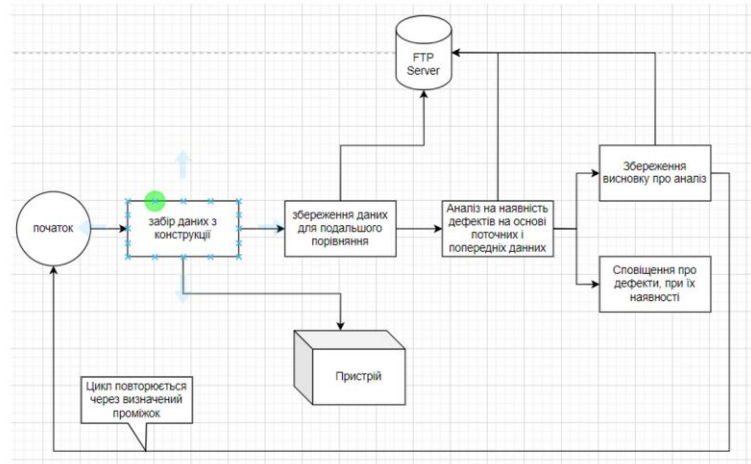 FTP
Server
початок
забір даних з
конструкції
збереження даних
для подальшого
порівняння
Аналіз на наявність
дефектів на основі
поточних і
попередніх данних
Збереження
висновку про аналіз
Сповіщення про
дефекти, при їх
наявності
Пристрій
Цикл повторюється
через визначений
проміжок